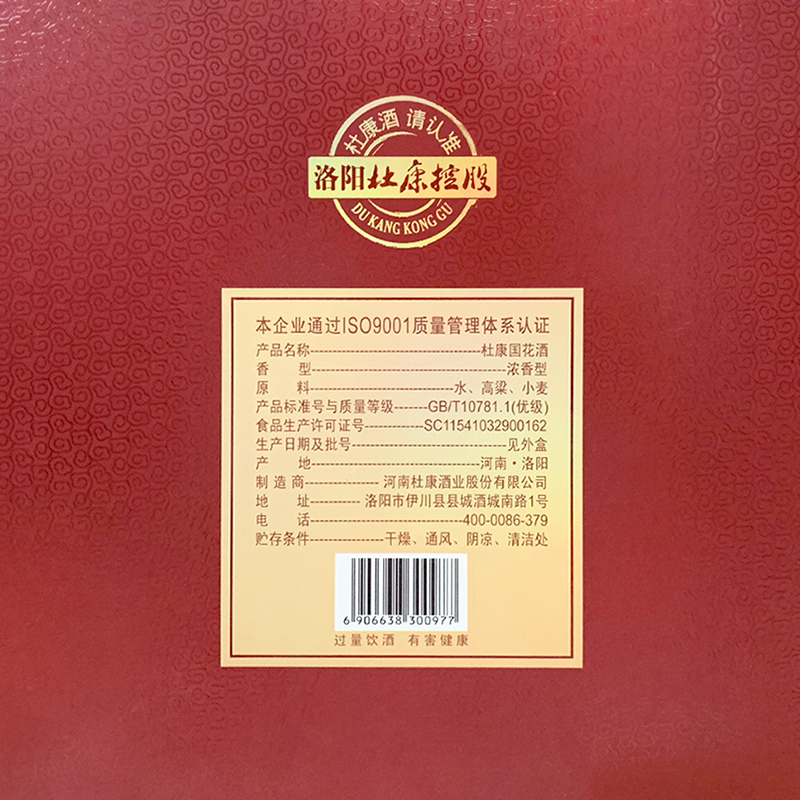 杜康酒 请认准
洛阳杜康控股
DU KANG KONG GU
本企业通过ISO9001质量管理体系认证
产品名称------------------------杜康国花酒
香 型------------------------浓香型
原 料------------------------水、高粱、小麦
产品标准号与质量等级-------GB/T10781.1(优级)
食品生产许可证号------------SC11541032900162
生产日期及批号------------------------见外盒
产 地------------------------河南·洛阳
制 造 商---------------河南杜康酒业股份有限公司
地 址----------洛阳市伊川县县城酒城南路1号
电 话------------------------400-0086-379
贮存条件---------------干燥、通风、阴凉、清洁处
6 906638 300977
过量饮酒 有害健康